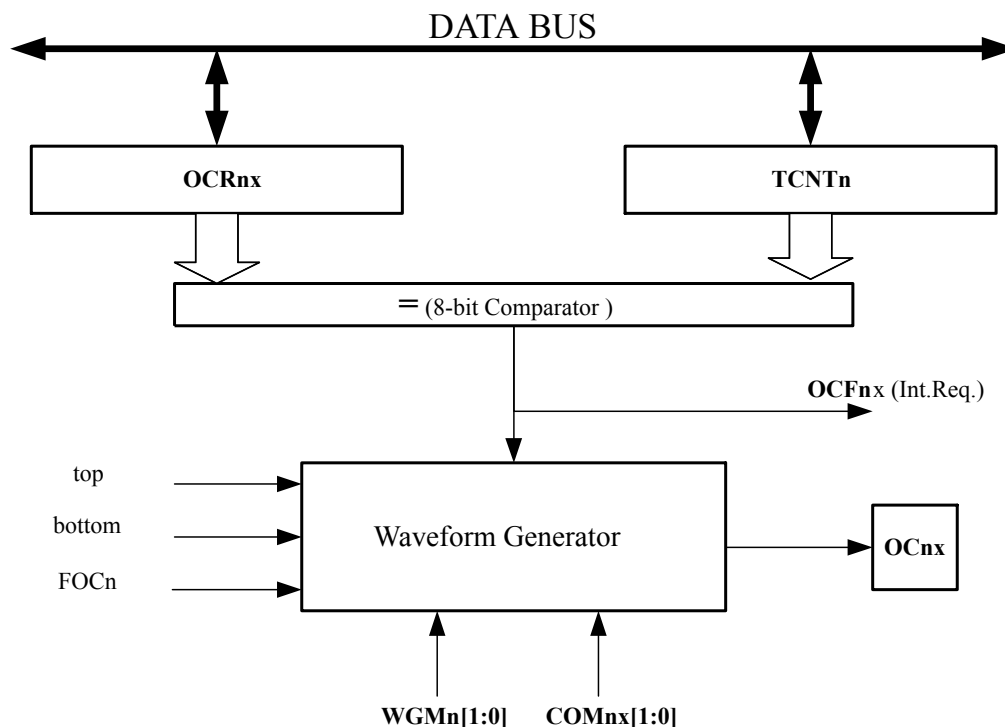 DATA BUS
OCRnx
TCNTn
= (8-bit Comparator )
OCFnx (Int.Req.)
top
bottom
FOCn
Waveform Generator
OCnx
WGMn[1:0]
COMnx[1:0]